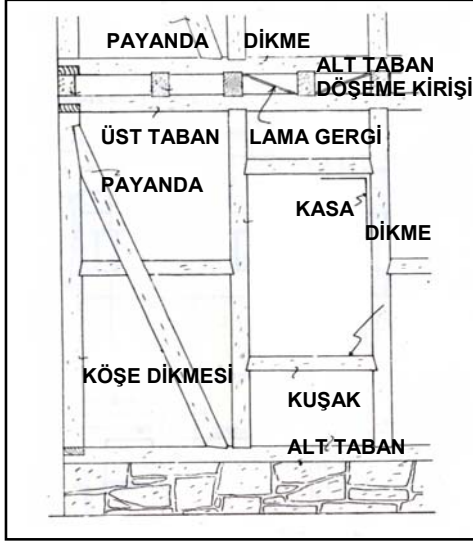 PAYANDA DİKME
ALT TABAN
DÖŞEME KİRİŞİ
ÜST TABAN LAMA GERGİ
PAYANDA
KASA
DİKME
KÖŞE DİKMESİ
KUŞAK
ALT TABAN